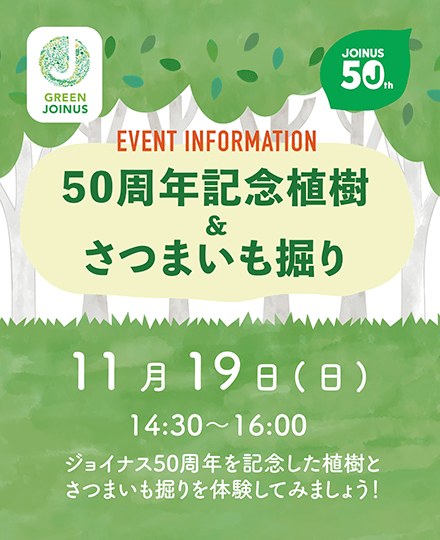 GREEN
JOINUS
JOINUS
50th
EVENT INFORMATION
50周年記念植樹
&
さつまいも掘り
11月19日(日)
14:30～16:00
ジョイナス50周年を記念した植樹と
さつまいも掘りを体験してみましょう!